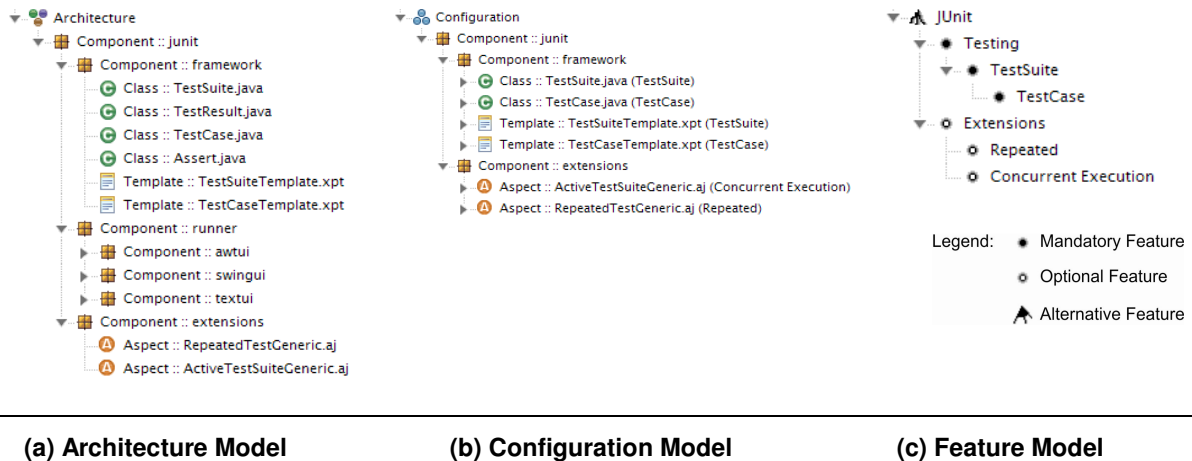 Architecture
Component :: junit
Component :: framework
Class :: TestSuite.java
Class :: TestResult.java
Class :: TestCase.java
Class :: Assert.java
Template :: TestSuiteTemplate.xpt
Template :: TestCaseTemplate.xpt
Component :: runner
Component :: awtui
Component :: swingui
Component :: textui
Component :: extensions
Aspect :: RepeatedTestGeneric.aj
Aspect :: ActiveTestSuiteGeneric.aj
(a) Architecture Model
Configuration
Component :: junit
Component :: framework
Class :: TestSuite.java (TestSuite)
Class :: TestCase.java (TestCase)
Template :: TestSuiteTemplate.xpt (TestSuite)
Template :: TestCaseTemplate.xpt (TestCase)
Component :: extensions
Aspect :: ActiveTestSuiteGeneric.aj (Concurrent Execution)
Aspect :: RepeatedTestGeneric.aj (Repeated)
(b) Configuration Model
JUnit
Testing
TestSuite
TestCase
Extensions
Repeated
Concurrent Execution
Legend: Mandatory Feature
Optional Feature
Alternative Feature
(c) Feature Model